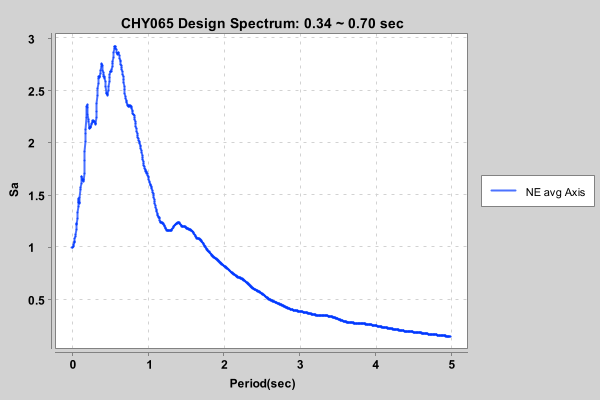 CHY065 Design Spectrum: 0.34 ~ 0.70 sec
3
2.5
2
1.5
1
0.5
Sa
0 1 2 3 4 5
Period(sec)
NE avg Axis